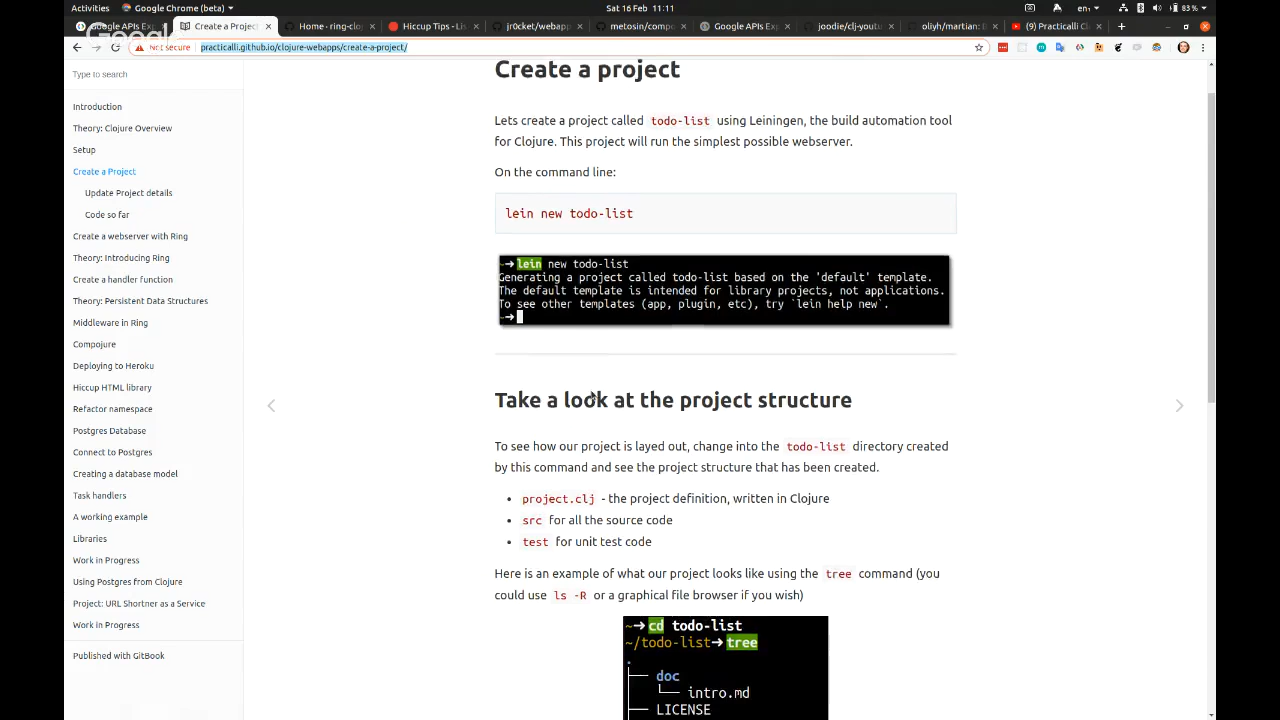 Activities
Google Chrome (beta) ▾
Sat 16 Feb  11:11
en ▾
83 %
Google APIs Exp
Create a Project
Home · ring-cloj
Hiccup Tips - Lis
jr0cket/webapp
metosin/compo
Google APIs Exp
joodie/clj-youtu
oliyh/martian: T
Practicalli Cl
Google
Not secure
practicalli.github.io/clojure-webapps/create-a-project/
Type to search
Introduction
Theory: Clojure Overview
Setup
Create a Project
Update Project details
Code so far
Create a webserver with Ring
Theory: Introducing Ring
Create a handler function
Theory: Persistent Data Structures
Middleware in Ring
Compojure
Deploying to Heroku
Hiccup HTML library
Refactor namespace
Postgres Database
Connect to Postgres
Creating a database model
Task handlers
A working example
Libraries
Work in Progress
Using Postgres from Clojure
Project: URL Shortner as a Service
Work in Progress
Published with GitBook
Create a project
Lets create a project called todo-list using Leiningen, the build automation tool
for Clojure. This project will run the simplest possible webserver.
On the command line:
lein new todo-list
~➔lein new todo-list
Generating a project called todo-list based on the 'default' template.
The default template is intended for library projects, not applications.
To see other templates (app, plugin, etc), try `lein help new`.
~➔
Take a look at the project structure
To see how our project is layed out, change into the todo-list directory created
by this command and see the project structure that has been created.
• project.clj - the project definition, written in Clojure
• src for all the source code
• test for unit test code
Here is an example of what our project looks like using the tree command (you
could use ls -R or a graphical file browser if you wish)
~➔cd todo-list
~/todo-list➔tree
.
├── doc
│   └── intro.md
├── LICENSE